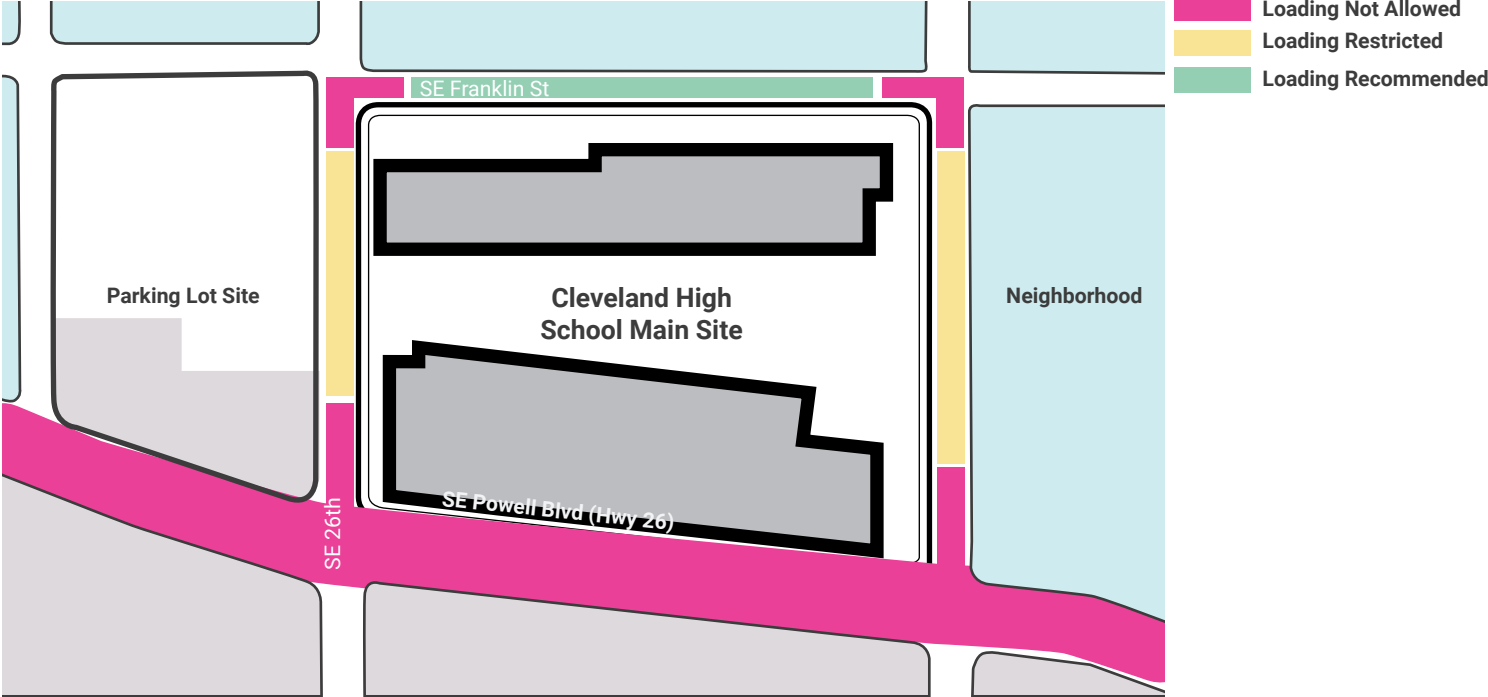 Loading Not Allowed
Loading Restricted
Loading Recommended
SE Franklin St
Parking Lot Site
Cleveland High
School Main Site
Neighborhood
SE Powell Blvd (Hwy 26)
SE 26th